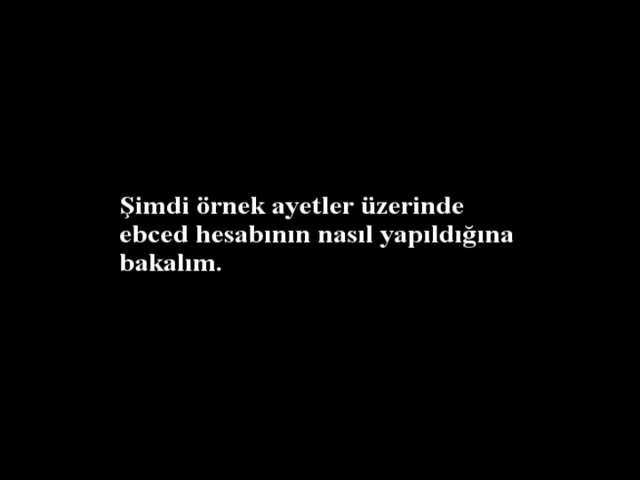 Şimdi örnek ayetler üzerinde
ebced hesabının nasıl yapıldığına
bakalım.